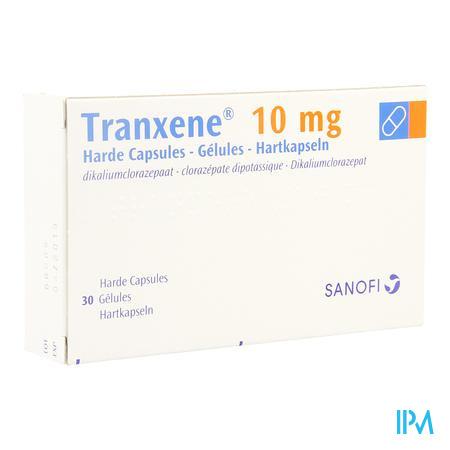 Tranxene® 10 mg
Harde Capsules - Gélules - Hartkapseln
dikaliumclorazepaat - clorazépate dipotassique - Dikaliumclorazepat
Harde Capsules
30 Gélules
Hartkapseln
SANOFI
IPM